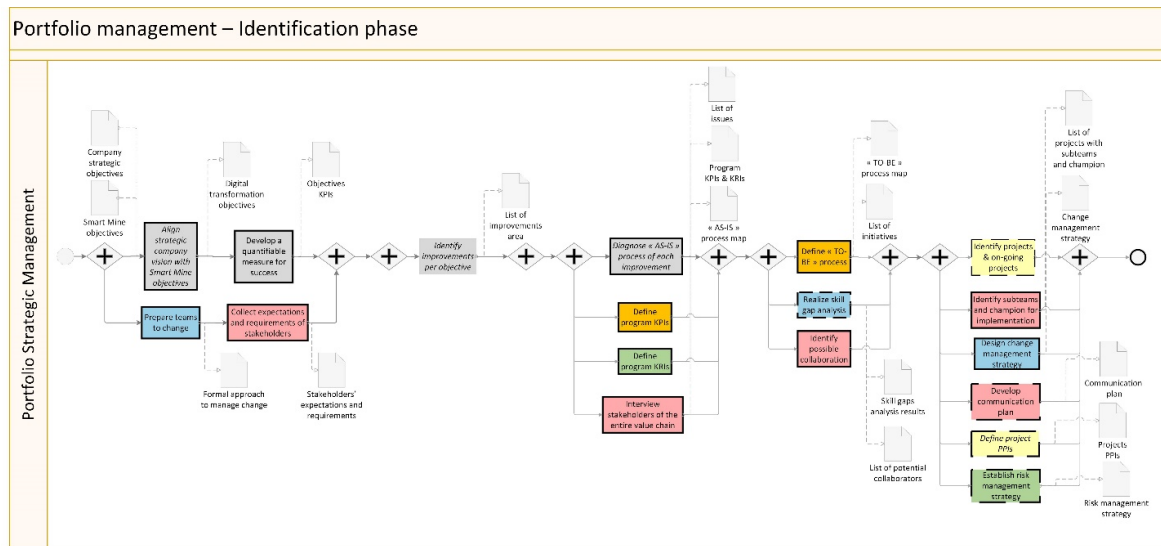 Portfolio management – Identification phase
Portfolio Strategic Management
Company
strategic
objectives
Smart Mine
objectives
Align
strategic
company
vision with
Smart Mine
objectives
Digital
transformation
objectives
Develop a
quantifiable
measure for
success
Objectives
KPIs
Prepare teams
to change
Collect expectations
and requirements of
stakeholders
Formal approach
to manage change
Stakeholders'
expectations and
requirements
Identify
improvements
per objective
List of
improvements
area
List of
issues
Program
KPIs & KRIs
« AS-IS »
process map
Diagnose « AS-IS »
process of each
improvement
Define
program KPIs
Define
program KRIs
Interview
stakeholders of the
entire value chain
« TO-BE »
process map
List of
initiatives
Define « TO-
BE » process
Realize skill
gap analysis
Identify
possible
collaboration
Skill gaps
analysis results
List of potential
collaborators
List of
projects with
subteams
and champion
Change
management
strategy
Identify projects
& on-going
projects
Identify subteams
and champion for
implementation
Design change
management
strategy
Develop
communication
plan
Define project
PPIs
Establish risk
management
strategy
Communication
plan
Projects
PPIs
Risk management
strategy